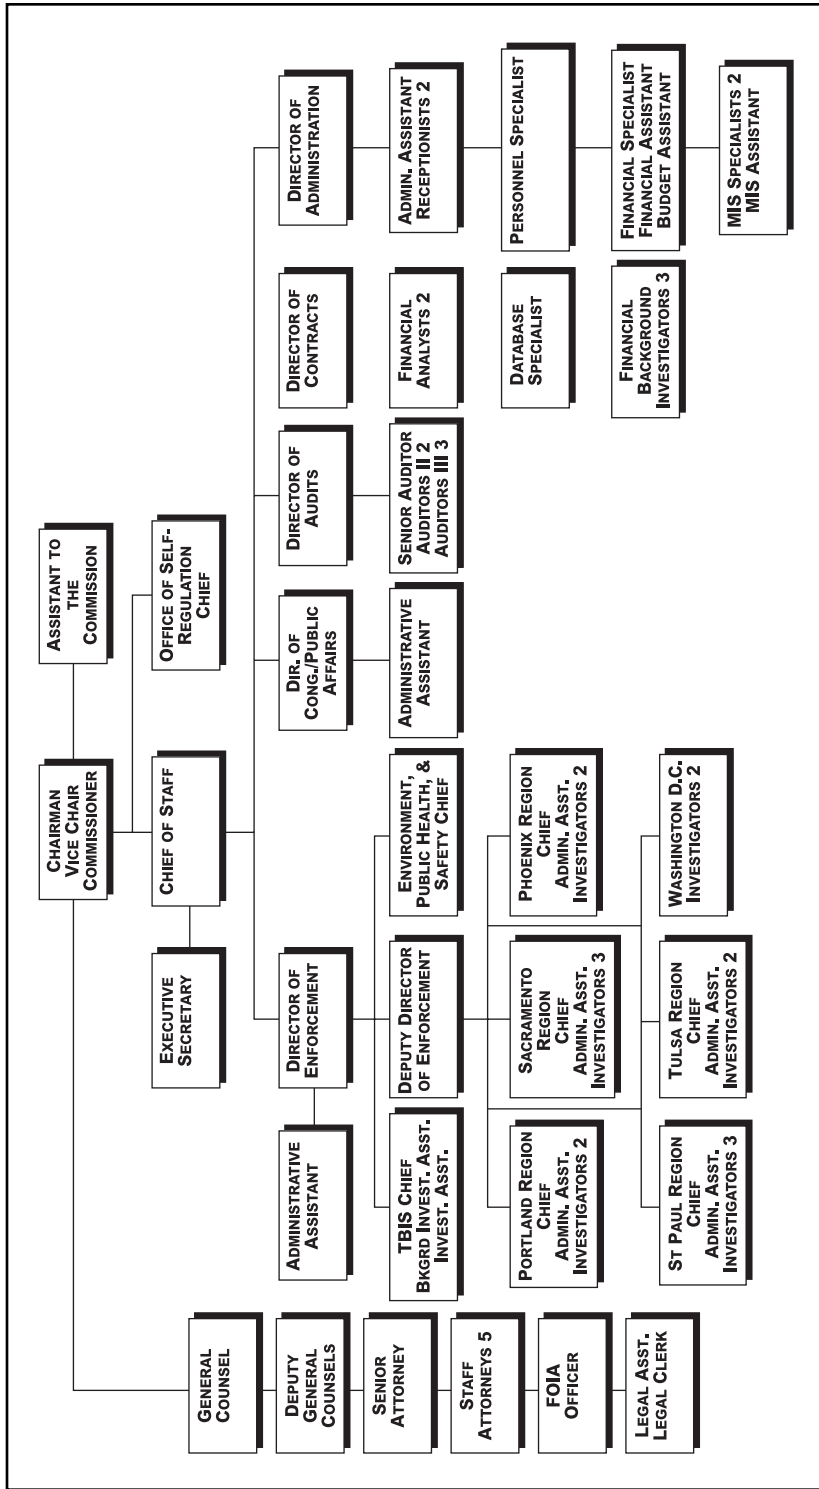 CHAIRMAN
VICE CHAIR
COMMISSIONER
ASSISTANT TO
THE
COMMISSION
EXECUTIVE
SECRETARY
CHIEF OF STAFF
OFFICE OF SELF-
REGULATION
CHIEF
GENERAL
COUNSEL
DEPUTY
GENERAL
COUNSELS
SENIOR
ATTORNEY
STAFF
ATTORNEYS 5
FOIA
OFFICER
LEGAL ASST.
LEGAL CLERK
ADMINISTRATIVE
ASSISTANT
DIRECTOR OF
ENFORCEMENT
DIR. OF
CONG./PUBLIC
AFFAIRS
DIRECTOR OF
AUDITS
DIRECTOR OF
CONTRACTS
DIRECTOR OF
ADMINISTRATION
TBIS CHIEF
BKGRD INVEST. ASST.
INVEST. ASST.
DEPUTY DIRECTOR
OF ENFORCEMENT
ENVIRONMENT,
PUBLIC HEALTH, &
SAFETY CHIEF
ADMINISTRATIVE
ASSISTANT
SENIOR AUDITOR
AUDITORS II 2
AUDITORS III 3
FINANCIAL
ANALYSTS 2
ADMIN. ASSISTANT
RECEPTIONISTS 2
PORTLAND REGION
CHIEF
ADMIN. ASST.
INVESTIGATORS 2
SACRAMENTO
REGION
CHIEF
ADMIN. ASST.
INVESTIGATORS 3
PHOENIX REGION
CHIEF
ADMIN. ASST.
INVESTIGATORS 2
DATABASE
SPECIALIST
PERSONNEL SPECIALIST
ST PAUL REGION
CHIEF
ADMIN. ASST.
INVESTIGATORS 3
TULSA REGION
CHIEF
ADMIN. ASST.
INVESTIGATORS 2
WASHINGTON D.C.
INVESTIGATORS 2
FINANCIAL
BACKGROUND
INVESTIGATORS 3
FINANCIAL SPECIALIST
FINANCIAL ASSISTANT
BUDGET ASSISTANT
MIS SPECIALISTS 2
MIS ASSISTANT